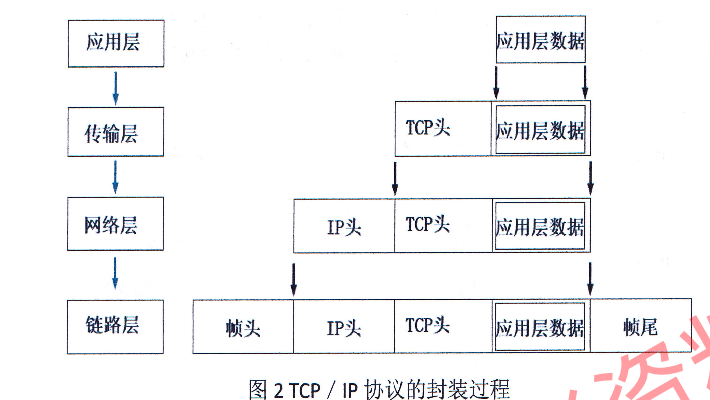 应用层
应用层数据
传输层
TCP头 应用层数据
网络层
IP头 TCP头 应用层数据
链路层
帧头 IP头 TCP头 应用层数据 帧尾
图 2 TCP / IP 协议的封装过程